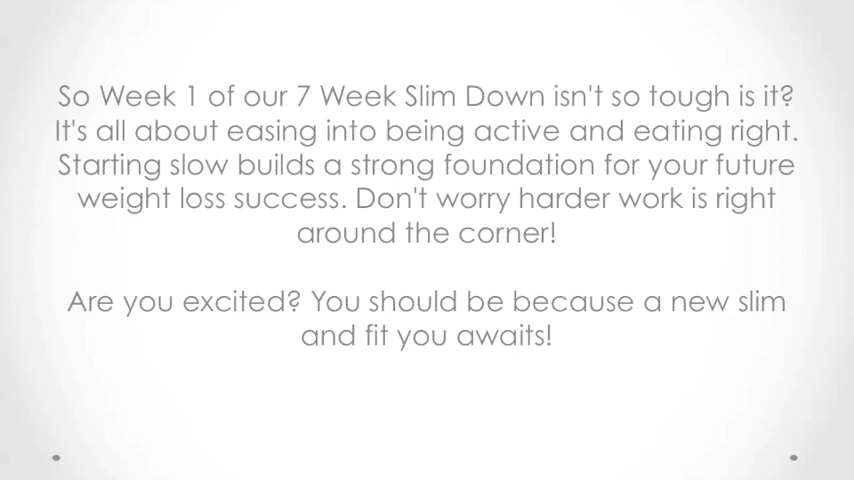 So Week 1 of our 7 Week Slim Down isn't so tough is it?
It's all about easing into being active and eating right.
Starting slow builds a strong foundation for your future
weight loss success. Don't worry harder work is right
around the corner!
Are you excited? You should be because a new slim
and fit you awaits!